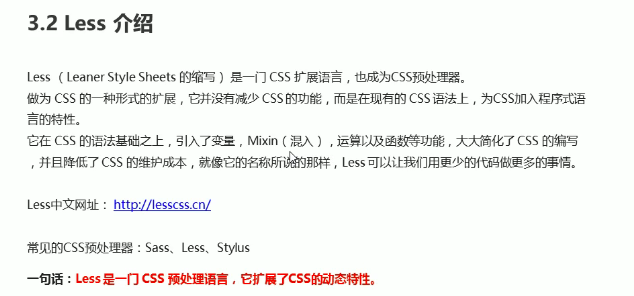 3.2 Less 介绍
Less （ Leaner Style Sheets 的缩写 ） 是一门 CSS 扩展语言，也成为CSS预处理器。
做为 CSS 的一种形式的扩展，它并没有减少 CSS 的功能，而是在现有的 CSS 语法上，为CSS加入程序式语
言的特性。
它在 CSS 的语法基础之上，引入了变量，Mixin（混入），运算以及函数等功能，大大简化了 CSS 的编写
，并且降低了 CSS 的维护成本，就像它的名称所说的那样，Less 可以让我们用更少的代码做更多的事情。
Less中文网址： http://lesscss.cn/
常见的CSS预处理器：Sass、Less、Stylus
一句话：Less 是一门 CSS 预处理语言，它扩展了CSS的动态特性。